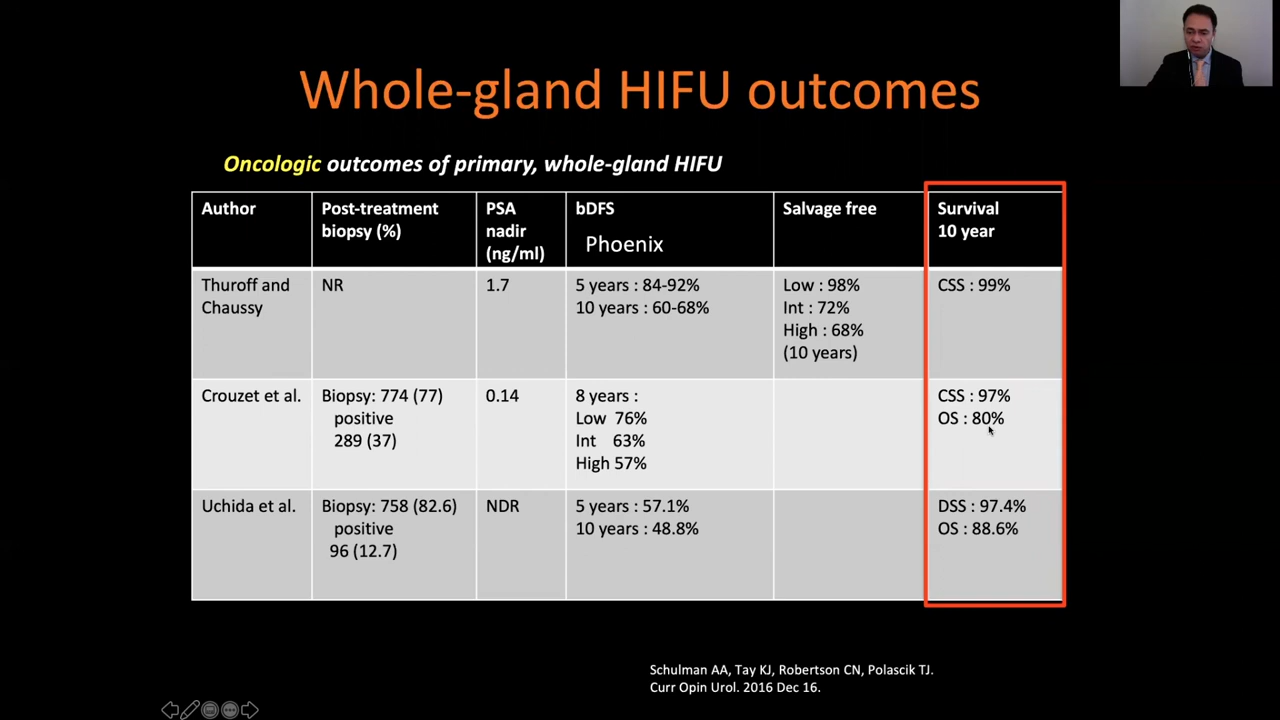 Whole-gland HIFU outcomes
Oncologic outcomes of primary, whole-gland HIFU
Author
Post-treatment
biopsy (%)
PSA
nadir
(ng/ml)
bDFS
Phoenix
Salvage free
Survival
10 year
Thuroff and
Chaussy
NR
1.7
5 years : 84-92%
10 years : 60-68%
Low : 98%
Int : 72%
High : 68%
(10 years)
CSS : 99%
Crouzet et al.
Biopsy: 774 (77)
positive
289 (37)
0.14
8 years :
Low 76%
Int 63%
High 57%
CSS : 97%
OS : 80%
Uchida et al.
Biopsy: 758 (82.6)
positive
96 (12.7)
NDR
5 years : 57.1%
10 years : 48.8%
DSS : 97.4%
OS : 88.6%
Schulman AA, Tay KJ, Robertson CN, Polascik TJ.
Curr Opin Urol. 2016 Dec 16.